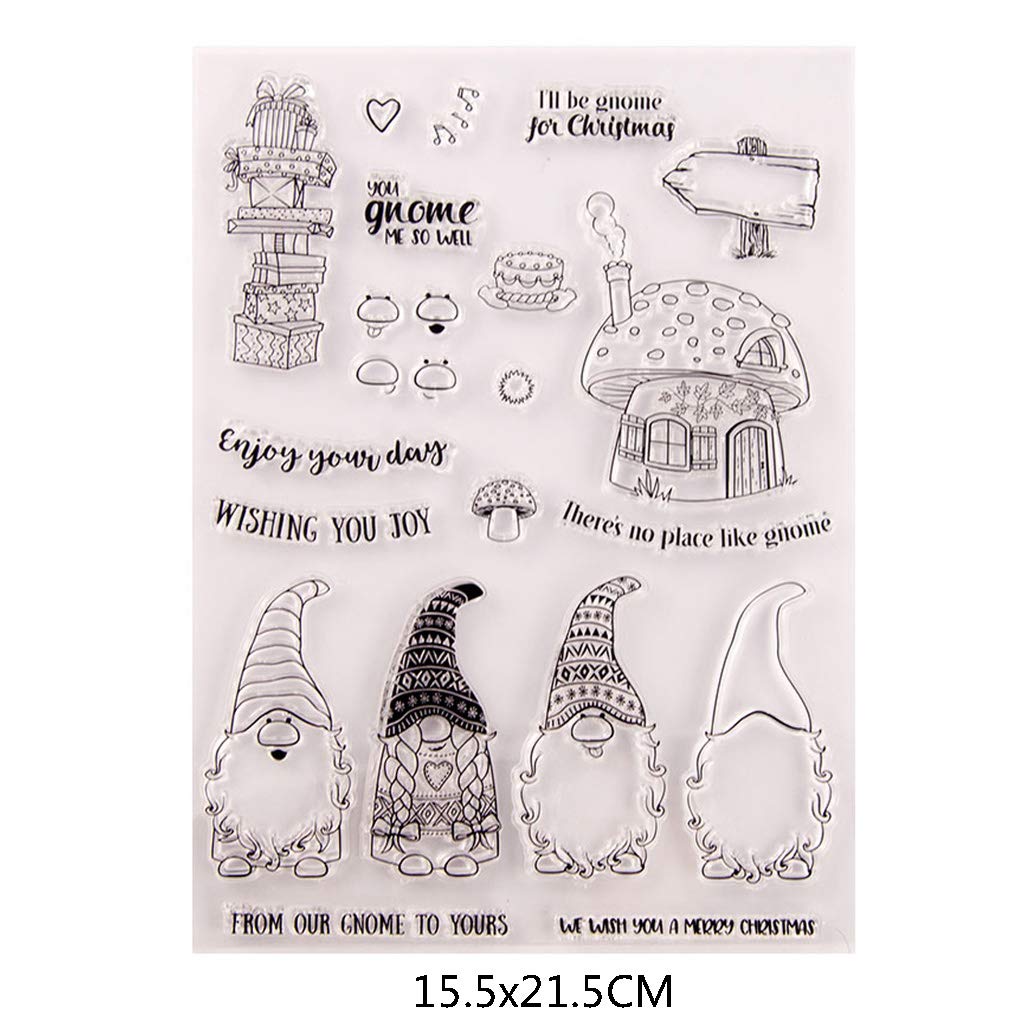 I'll be gnome
for Christmas
you
gnome
ME SO WELL
Enjoy your day
WISHING YOU JOY
There's no place like gnome
FROM OUR GNOME TO YOURS
WE WISH YOU A MERRY CHRISTMAS
15.5x21.5CM